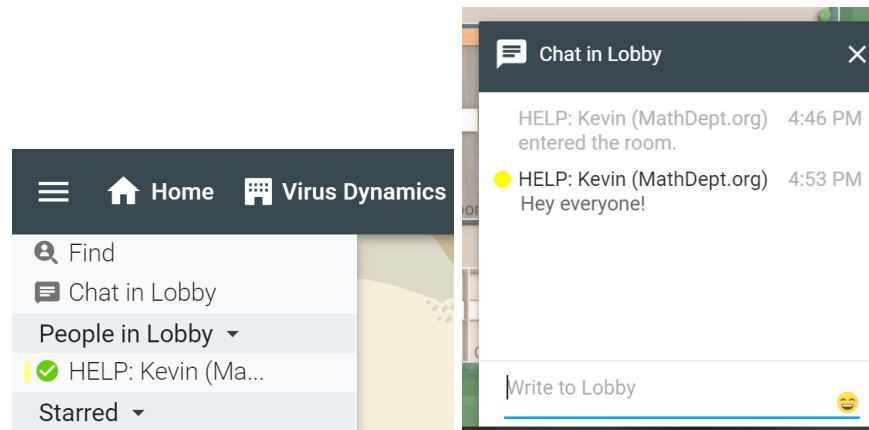 Home Virus Dynamics
Find
Chat in Lobby
People in Lobby
HELP: Kevin (Ma...
Starred
Chat in Lobby
HELP: Kevin (MathDept.org) 4:46 PM
entered the room.
HELP: Kevin (MathDept.org) 4:53 PM
Hey everyone!
Write to Lobby